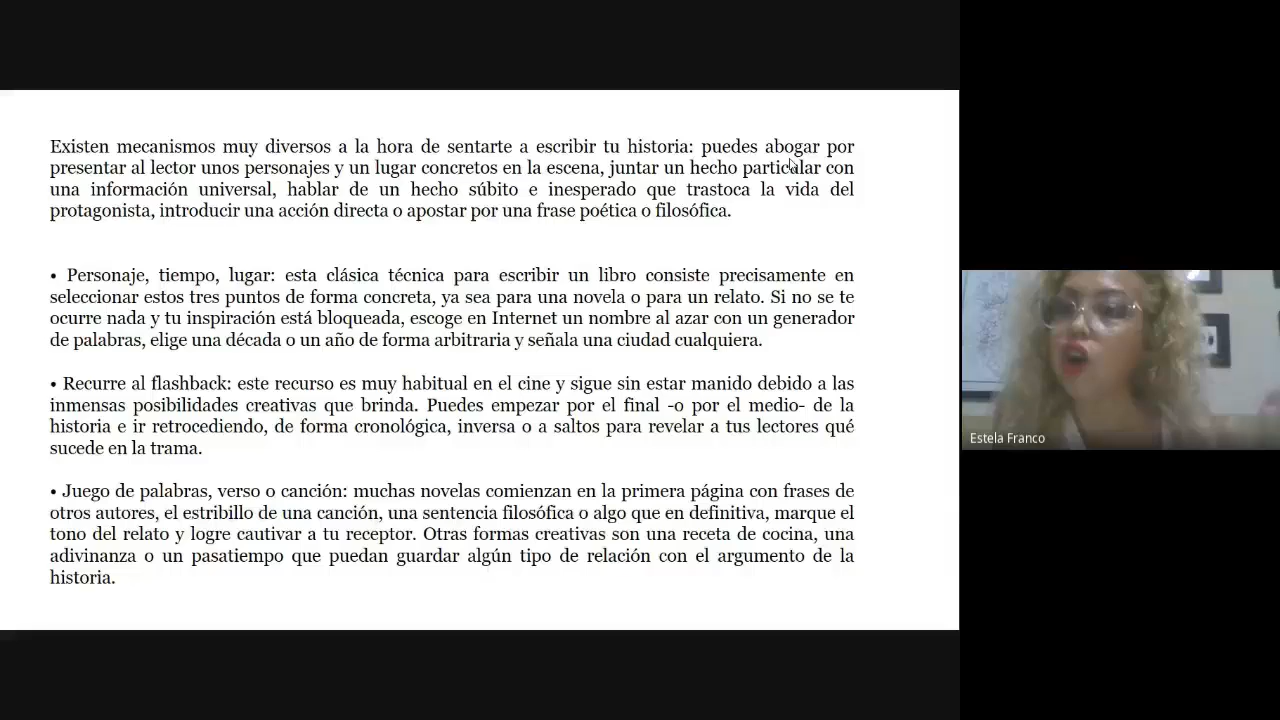 Existen mecanismos muy diversos a la hora de sentarte a escribir tu historia: puedes abogar por
presentar al lector unos personajes y un lugar concretos en la escena, juntar un hecho particular con
una información universal, hablar de un hecho súbito e inesperado que trastoca la vida del
protagonista, introducir una acción directa o apostar por una frase poética o filosófica.
• Personaje, tiempo, lugar: esta clásica técnica para escribir un libro consiste precisamente en
seleccionar estos tres puntos de forma concreta, ya sea para una novela o para un relato. Si no se te
ocurre nada y tu inspiración está bloqueada, escoge en Internet un nombre al azar con un generador
de palabras, elige una década o un año de forma arbitraria y señala una ciudad cualquiera.
• Recurre al flashback: este recurso es muy habitual en el cine y sigue sin estar manido debido a las
inmensas posibilidades creativas que brinda. Puedes empezar por el final -o por el medio- de la
historia e ir retrocediendo, de forma cronológica, inversa o a saltos para revelar a tus lectores qué
sucede en la trama.
• Juego de palabras, verso o canción: muchas novelas comienzan en la primera página con frases de
otros autores, el estribillo de una canción, una sentencia filosófica o algo que en definitiva, marque el
tono del relato y logre cautivar a tu receptor. Otras formas creativas son una receta de cocina, una
adivinanza o un pasatiempo que puedan guardar algún tipo de relación con el argumento de la
historia.
Estela Franco